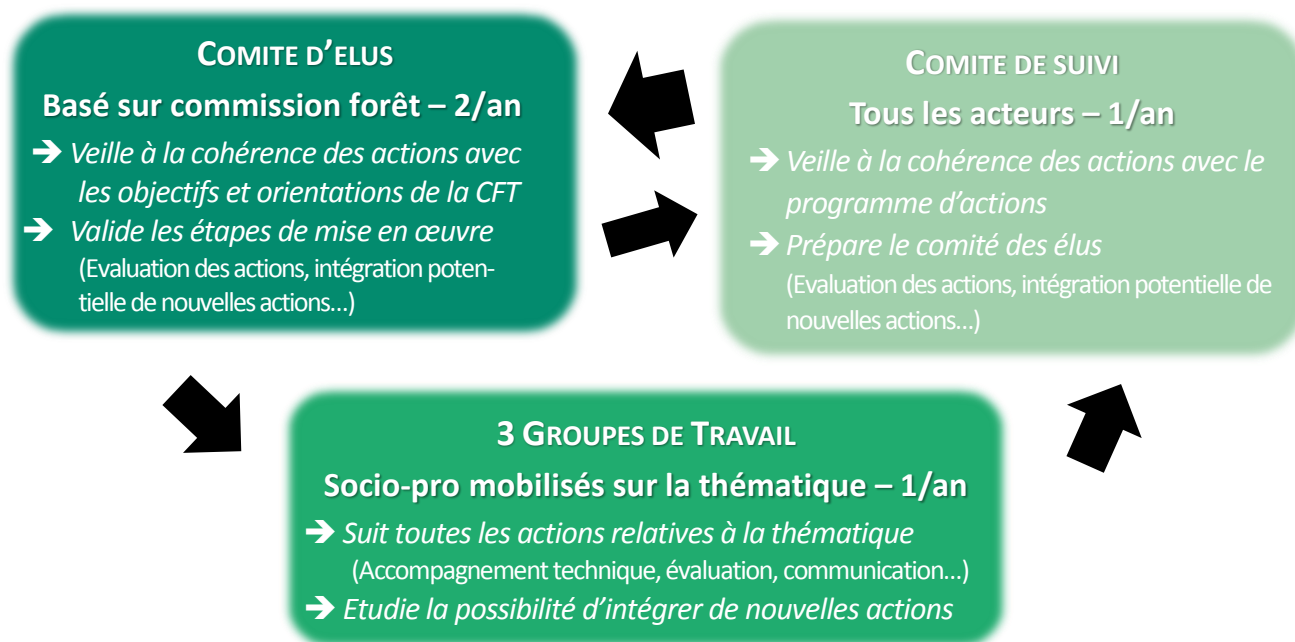 COMITE D'ELUS
Basé sur commission forêt – 2/an
➔ Veille à la cohérence des actions avec
les objectifs et orientations de la CFT
➔ Valide les étapes de mise en œuvre
(Evaluation des actions, intégration poten-
tielle de nouvelles actions…)
COMITE DE SUIVI
Tous les acteurs – 1/an
➔ Veille à la cohérence des actions avec le
programme d'actions
➔ Prépare le comité des élus
(Evaluation des actions, intégration potentielle de
nouvelles actions…)
3 GROUPES DE TRAVAIL
Socio-pro mobilisés sur la thématique – 1/an
➔ Suit toutes les actions relatives à la thématique
(Accompagnement technique, évaluation, communication…)
➔ Etudie la possibilité d'intégrer de nouvelles actions